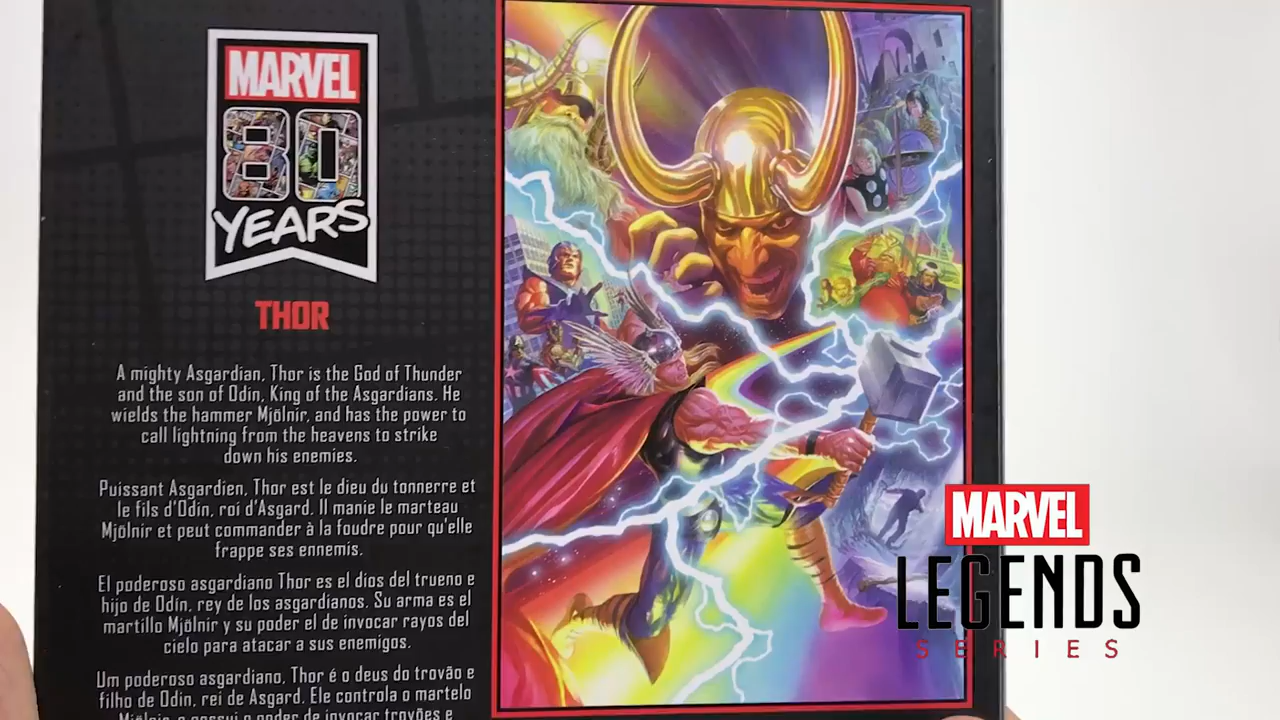 MARVEL
80
YEARS
THOR
A mighty Asgardian, Thor is the God of Thunder
and the son of Odin, King of the Asgardians. He
wields the hammer Mjölnir, and has the power to
call lightning from the heavens to strike
down his enemies.
Puissant Asgardien, Thor est le dieu du tonnerre et
le fils d'Odin, roi d'Asgard. Il manie le marteau
Mjölnir et peut commander à la foudre pour qu'elle
frappe ses ennemis.
El poderoso asgardiano Thor es el dios del trueno e
hijo de Odín, rey de los asgardianos. Su arma es el
martillo Mjölnir y su poder el de invocar rayos del
cielo para atacar a sus enemigos.
Um poderoso asgardiano, Thor é o deus do trovão e
filho de Odin, rei de Asgard. Ele controla o martelo
Mjölnir e possui o poder de invocar trovões e
MARVEL
LEGENDS
SERIES